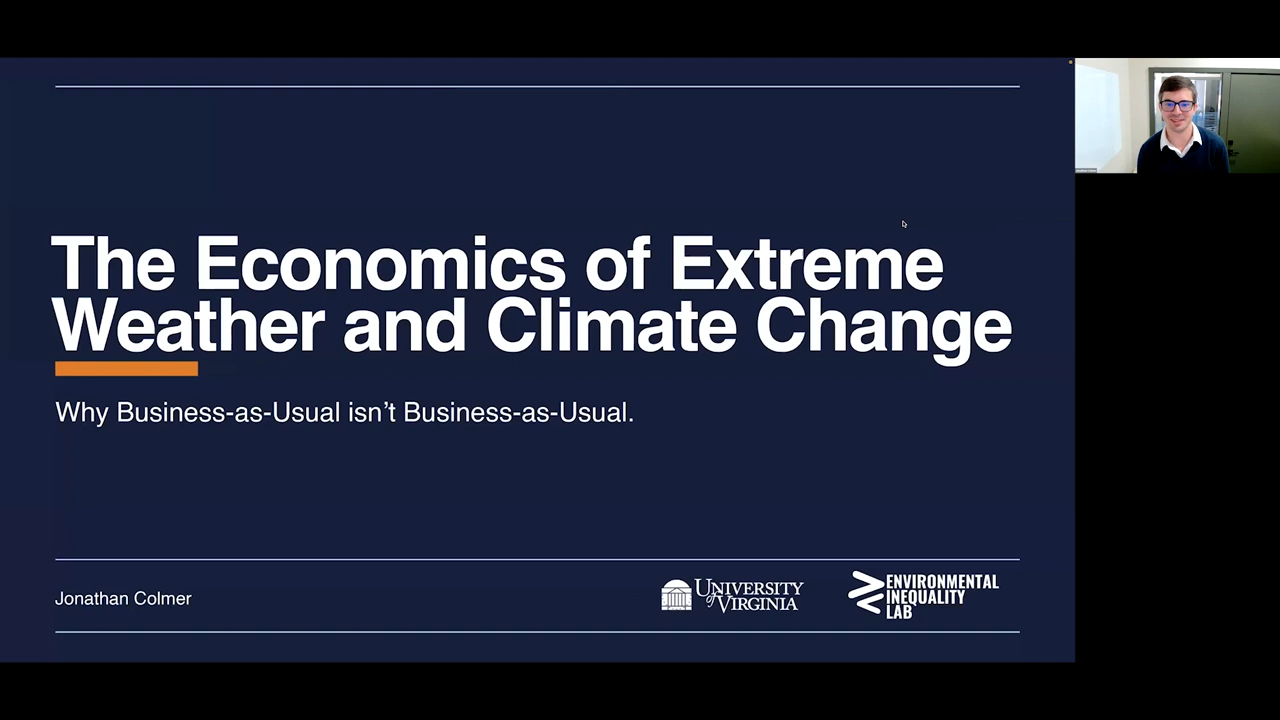 The Economics of Extreme
Weather and Climate Change
Why Business-as-Usual isn't Business-as-Usual.
Jonathan Colmer
UNIVERSITY
of VIRGINIA
ENVIRONMENTAL
INEQUALITY
LAB